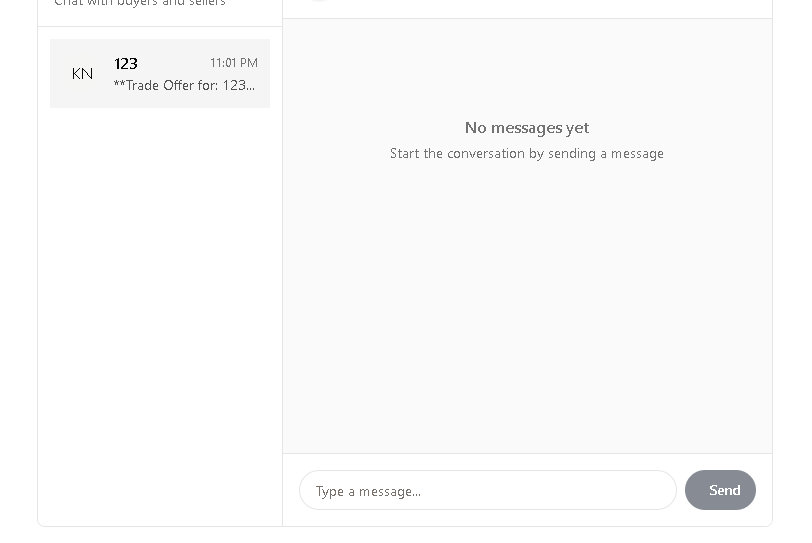 Chat with buyers and sellers
KN
123
11:01 PM
**Trade Offer for: 123...
No messages yet
Start the conversation by sending a message
Type a message...
Send